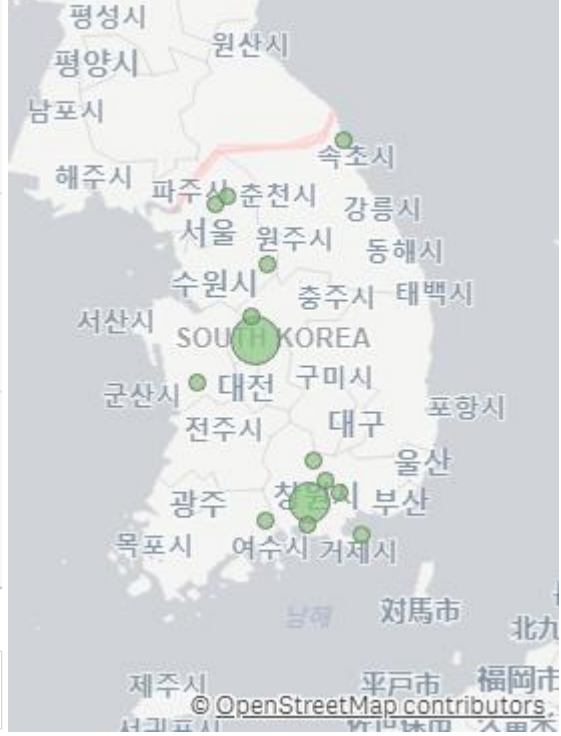 평성시
원산시
평양시
남포시
해주시
속초시
파주시
춘천시
강릉시
서울
원주시
동해시
수원시
충주시
태백시
서산시
SOUTH KOREA
군산시
대전
구미시
전주시
대구
포항시
울산
광주
창원시
부산
목포시
여수시
거제시
남해
対馬市
北九
제주시
平戸市
福岡市
© OpenStreetMap contributors